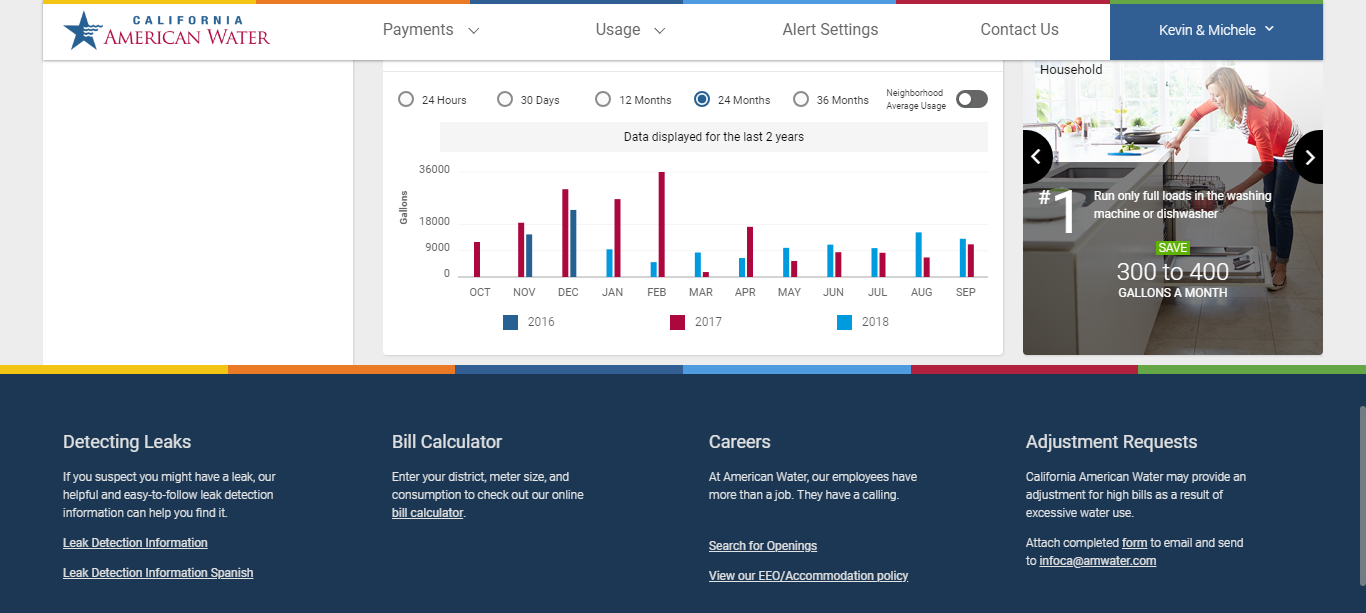 CALIFORNIA
AMERICAN WATER
Payments
Usage
Alert Settings
Contact Us
Kevin & Michele
24 Hours
30 Days
12 Months
24 Months
36 Months
Neighborhood
Average Usage
Data displayed for the last 2 years
Gallons
36000
18000
9000
0
OCT NOV DEC JAN FEB MAR APR MAY JUN JUL AUG SEP
2016 2017 2018
Household
#1
Run only full loads in the washing
machine or dishwasher
SAVE
300 to 400
GALLONS A MONTH
Detecting Leaks
If you suspect you might have a leak, our
helpful and easy-to-follow leak detection
information can help you find it.
Leak Detection Information
Leak Detection Information Spanish
Bill Calculator
Enter your district, meter size, and
consumption to check out our online
bill calculator.
Careers
At American Water, our employees have
more than a job. They have a calling.
Search for Openings
View our EEO/Accommodation policy
Adjustment Requests
California American Water may provide an
adjustment for high bills as a result of
excessive water use.
Attach completed form to email and send
to infoca@amwater.com